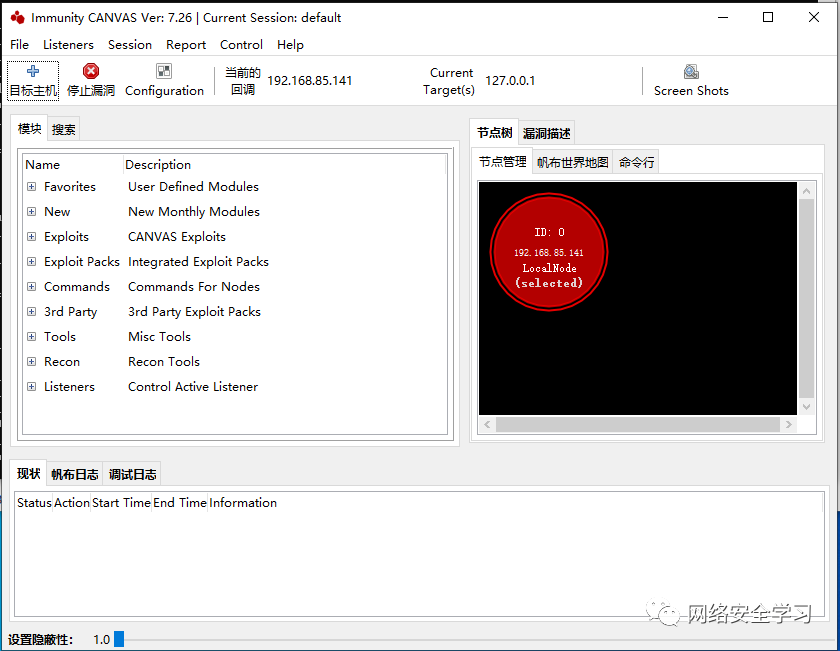 Immunity CANVAS Ver: 7.26 | Current Session: default
File Listeners Session Report Control Help
目标主机 停止漏洞 Configuration
当前的
回调
192.168.85.141
Current
Target(s)
127.0.0.1
Screen Shots
模块 搜索
Name Description
Favorites User Defined Modules
New New Monthly Modules
Exploits CANVAS Exploits
Exploit Packs Integrated Exploit Packs
Commands Commands For Nodes
3rd Party 3rd Party Exploit Packs
Tools Misc Tools
Recon Recon Tools
Listeners Control Active Listener
节点树 漏洞描述
节点管理 帆布世界地图 命令行
ID: 0
192.168.85.141
LocalNode
(selected)
现状 帆布日志 调试日志
Status Action Start Time End Time Information
网络安全学习
设置隐蔽性： 1.0